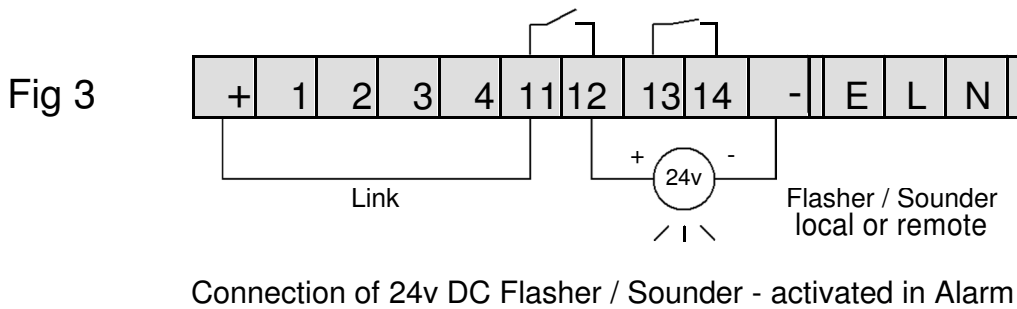 Fig 3
+ 1 2 3 4 11 12 13 14 - E L N
+ -
24v
Link
Flasher / Sounder
local or remote
Connection of 24v DC Flasher / Sounder - activated in Alarm